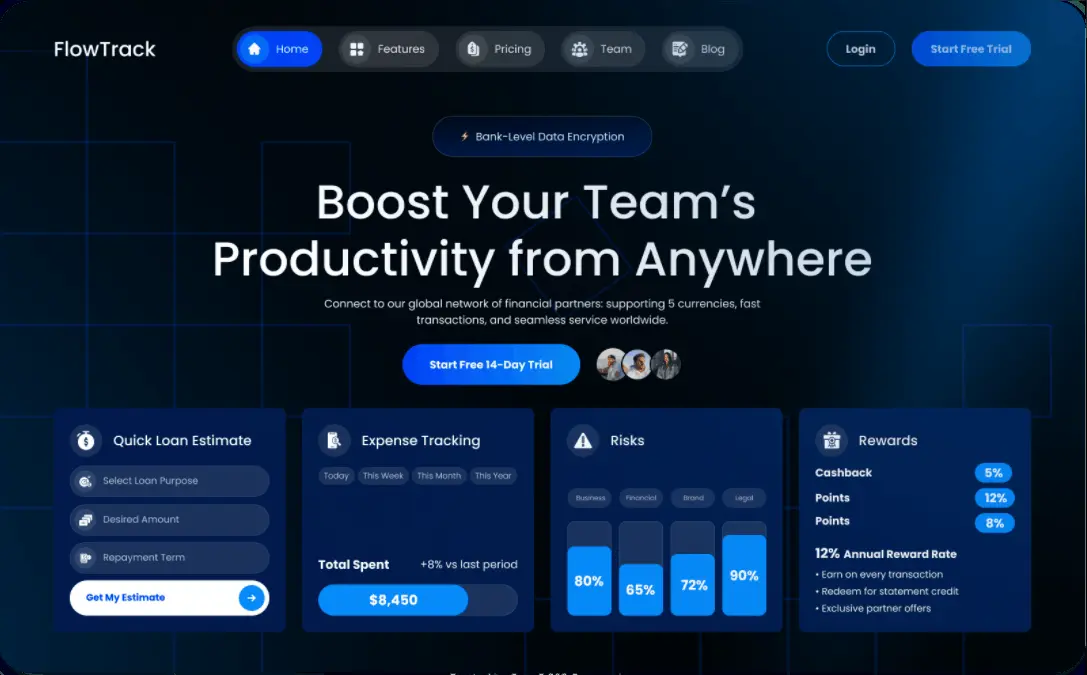 FlowTrack
Home
Features
Pricing
Team
Blog
Login
Start Free Trial
Bank-Level Data Encryption
Boost Your Team’s
Productivity from Anywhere
Connect to our global network of financial partners: supporting 5 currencies, fast
transactions, and seamless service worldwide.
Start Free 14-Day Trial
Quick Loan Estimate
Select Loan Purpose
Desired Amount
Repayment Term
Get My Estimate
Expense Tracking
Today
This Week
This Month
This Year
Total Spent
+8% vs last period
$8,450
Risks
Business
Financial
Brand
Legal
80%
65%
72%
90%
Rewards
Cashback 5%
Points 12%
Points 8%
12% Annual Reward Rate
• Earn on every transaction
• Redeem for statement credit
• Exclusive partner offers